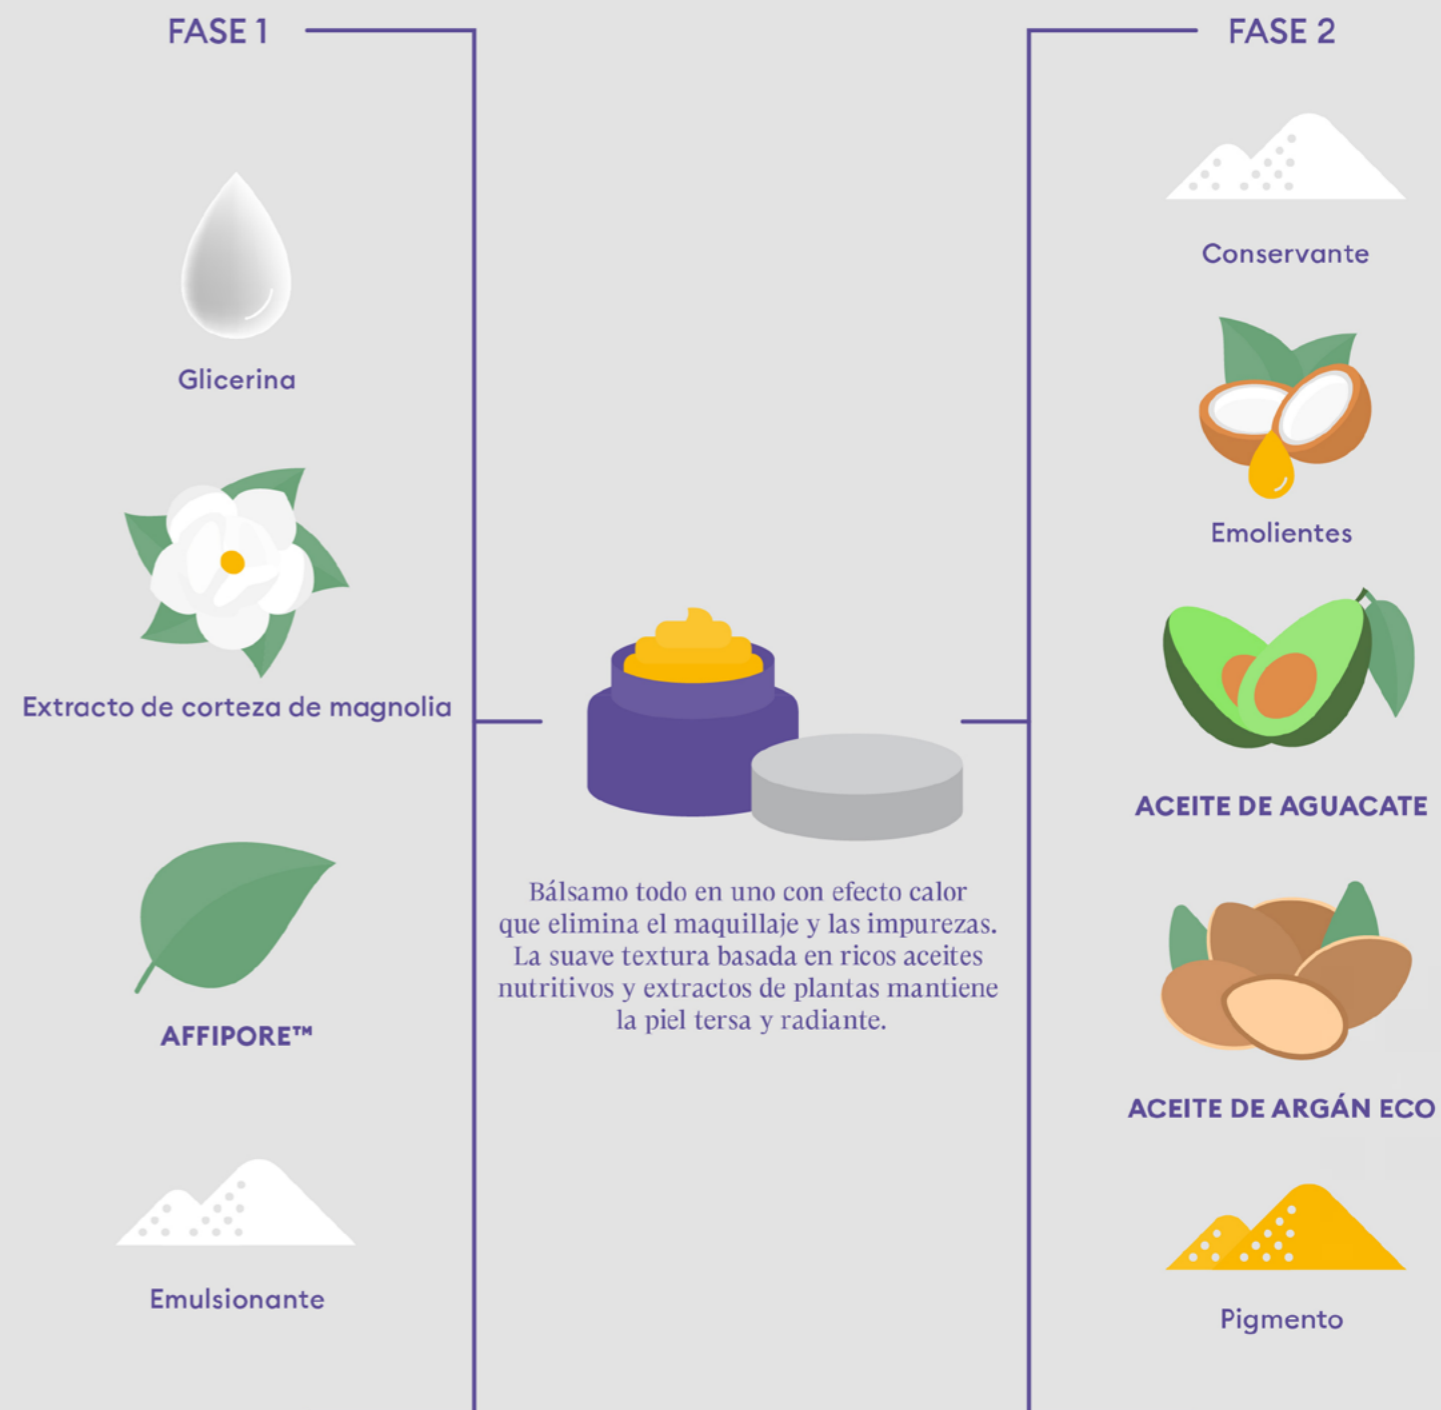 FASE 1
Glicerina
Extracto de corteza de magnolia
AFFIPORE™
Emulsionante
Bálsamo todo en uno con efecto calor
que elimina el maquillaje y las impurezas.
La suave textura basada en ricos aceites
nutritivos y extractos de plantas mantiene
la piel tersa y radiante.
FASE 2
Conservante
Emolientes
ACEITE DE AGUACATE
ACEITE DE ARGÁN ECO
Pigmento